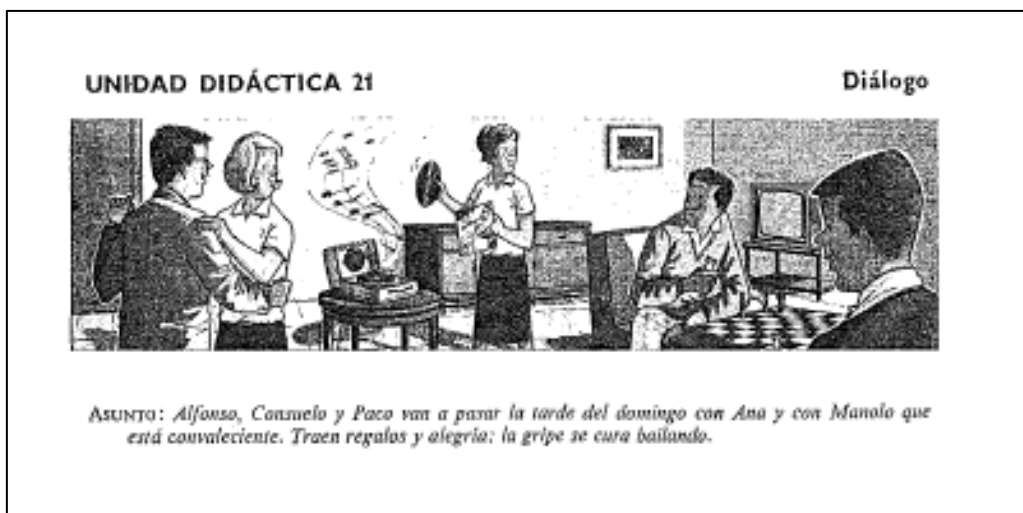 UNIDAD DIDÁCTICA 21
Diálogo
ASUNTO: Alfonso, Consuelo y Paco van a pasar la tarde del domingo con Ana y con Manolo que
está convaleciente. Traen regalos y alegría: la gripe se cura bailando.